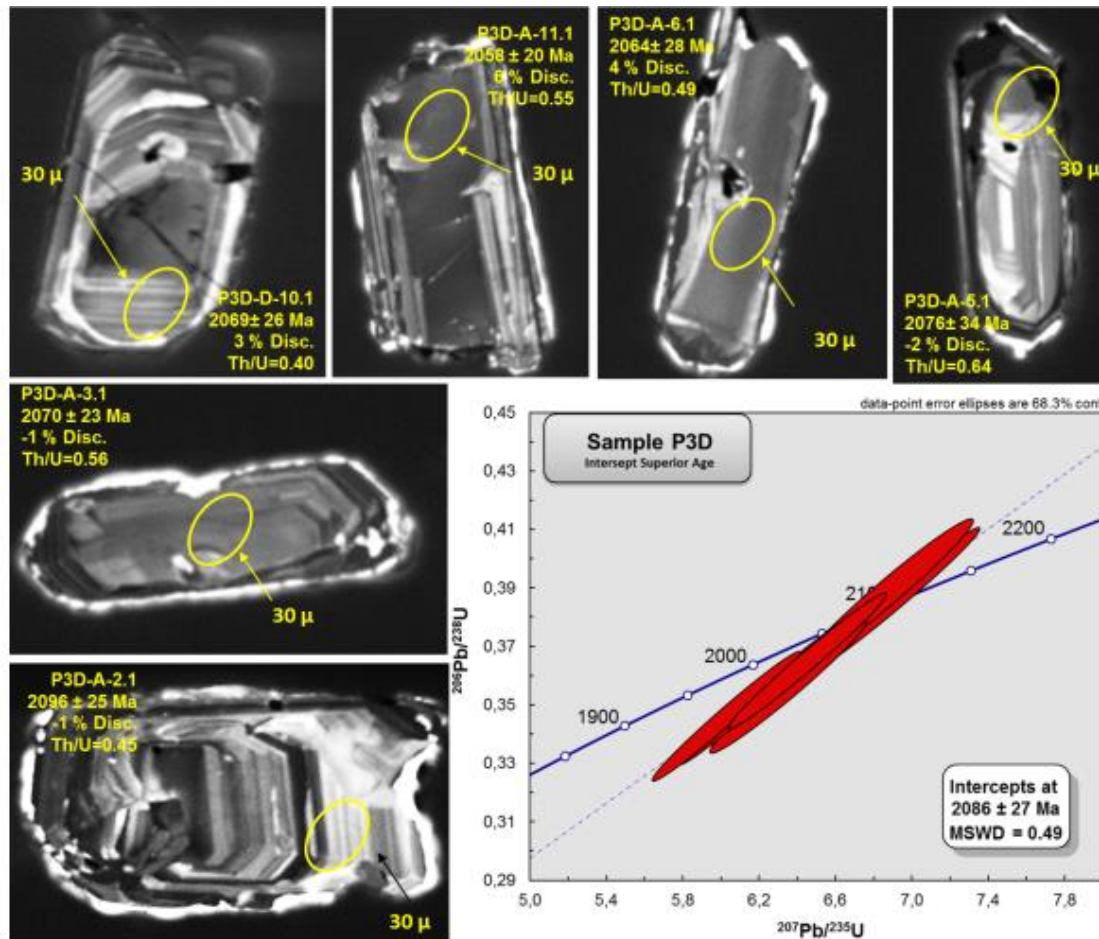 P3D-D-10.1
2069± 26 Ma
3 % Disc.
Th/U=0.40
30 µ
P3D-A-11.1
2058 ± 20 Ma
6 % Disc.
Th/U=0.55
30 µ
P3D-A-6.1
2064± 28 Ma
4 % Disc.
Th/U=0.49
30 µ
P3D-A-5.1
2076± 34 Ma
-2 % Disc.
Th/U=0.64
30 µ
P3D-A-3.1
2070 ± 23 Ma
-1 % Disc.
Th/U=0.56
30 µ
P3D-A-2.1
2096 ± 25 Ma
-1 % Disc.
Th/U=0.45
30 µ
data-point error ellipses are 68.3% conf
Sample P3D
Intersept Superior Age
0,45
0,43
0,41
0,39
0,37
0,35
0,33
0,31
0,29
206Pb/238U
2200
2000
1900
Intercepts at
2086 ± 27 Ma
MSWD = 0.49
5,0 5,4 5,8 6,2 6,6 7,0 7,4 7,8
207Pb/235U